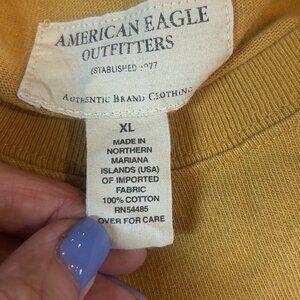 AMERICAN EAGLE
OUTFITTERS
ESTABLISHED 1977
AUTHENTIC BRAND CLOTHING
XL
MADE IN
NORTHERN
MARIANA
ISLANDS (USA)
OF IMPORTED
FABRIC
100% COTTON
RN54485
OVER FOR CARE